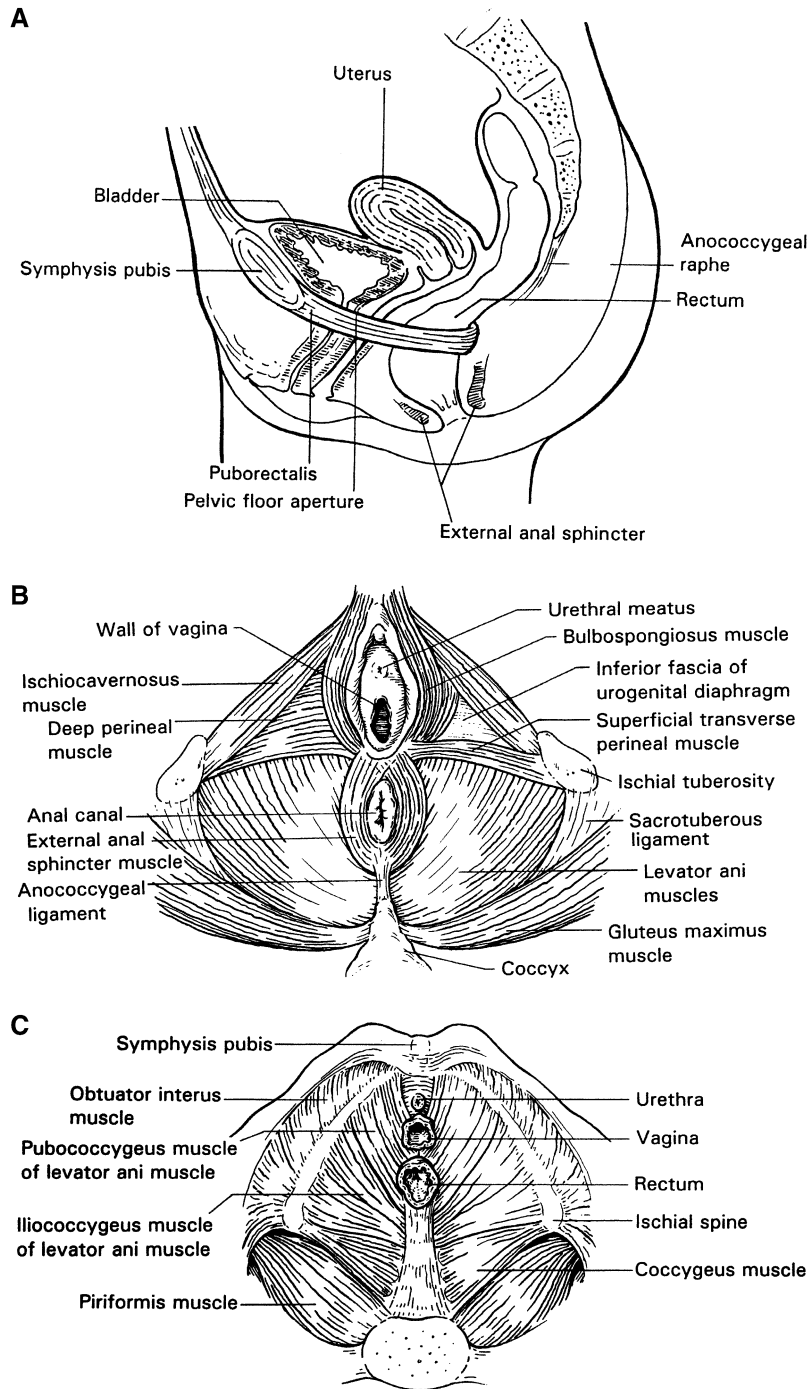 A
Uterus
Bladder
Symphysis pubis
Anococcygeal
raphe
Rectum
Puborectalis
Pelvic floor aperture
External anal sphincter
B
Wall of vagina
Ischiocavernosus
muscle
Deep perineal
muscle
Anal canal
External anal
sphincter muscle
Anococcygeal
ligament
Urethral meatus
Bulbospongiosus muscle
Inferior fascia of
urogenital diaphragm
Superficial transverse
perineal muscle
Ischial tuberosity
Sacrotuberous
ligament
Levator ani
muscles
Gluteus maximus
muscle
Coccyx
C
Symphysis pubis
Obtuator interus
muscle
Pubococcygeus muscle
of levator ani muscle
Iliococcygeus muscle
of levator ani muscle
Piriformis muscle
Urethra
Vagina
Rectum
Ischial spine
Coccygeus muscle